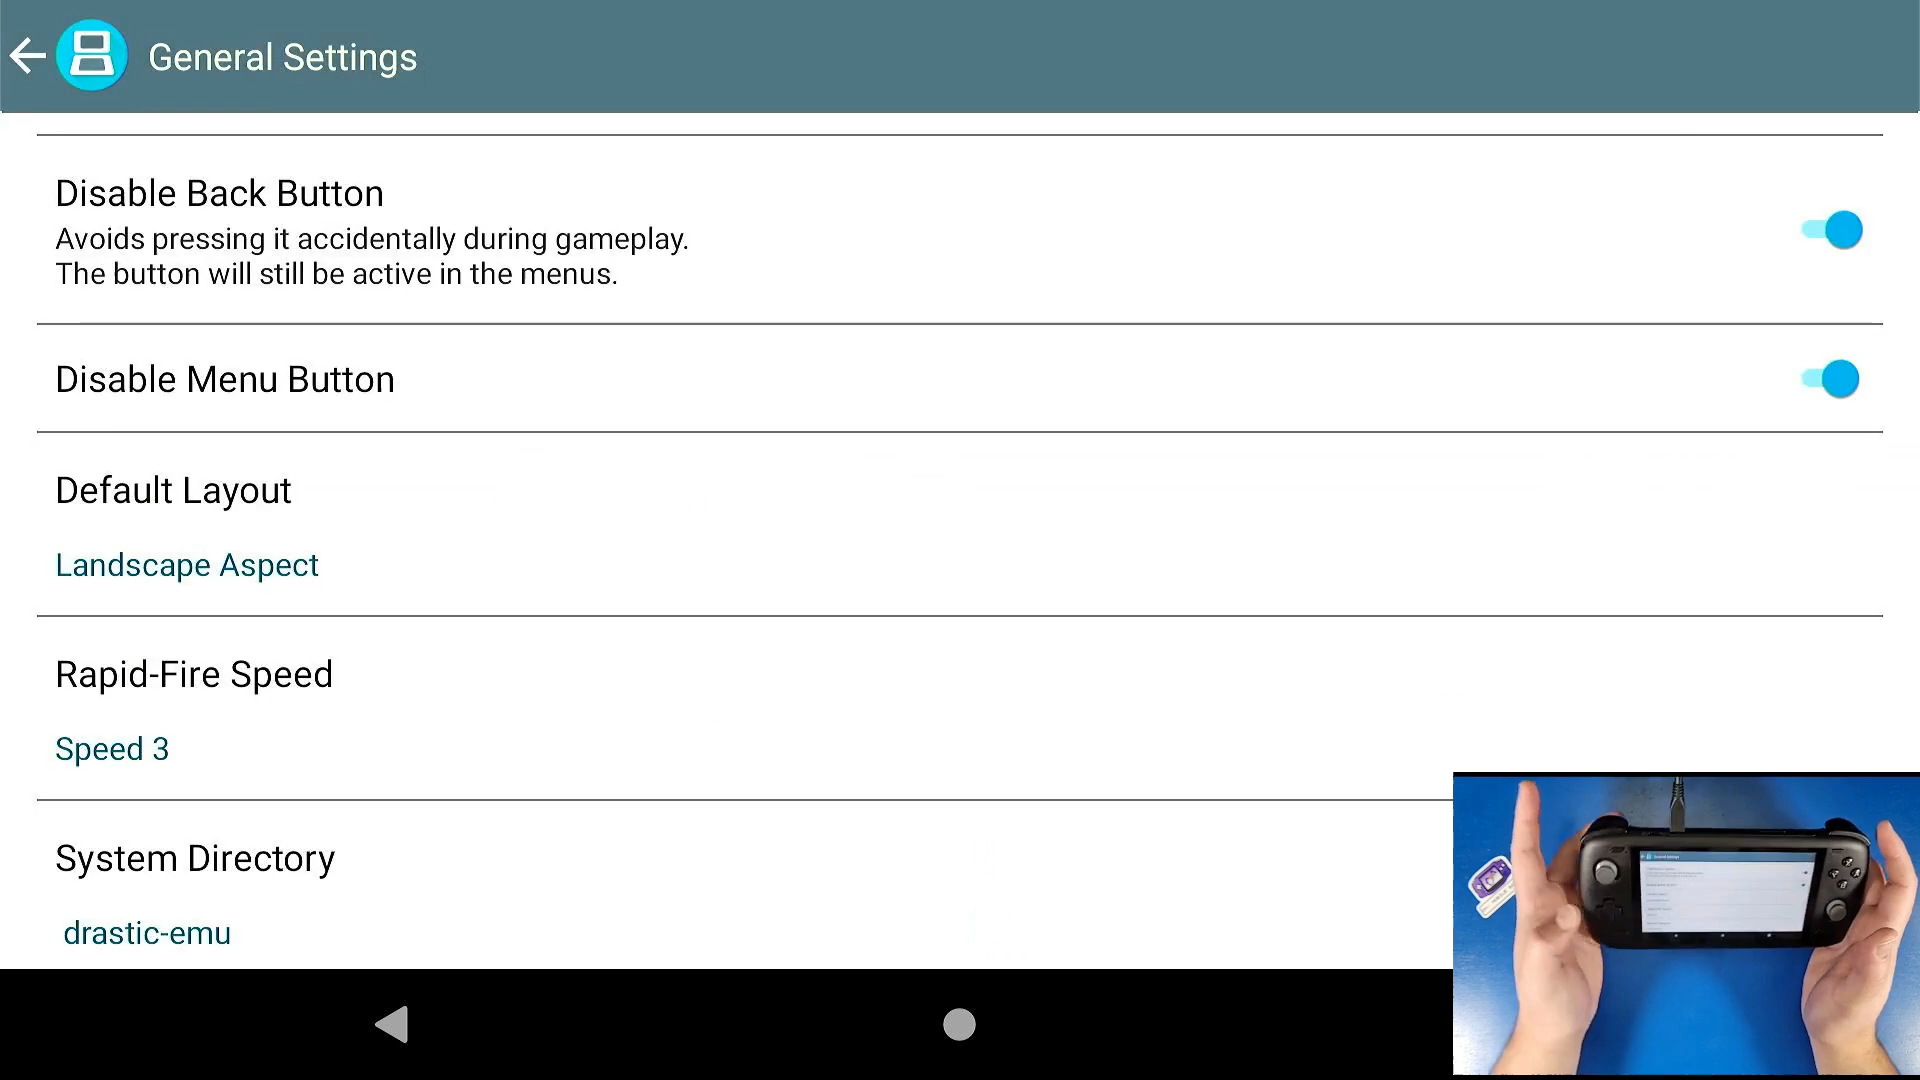 General Settings
Disable Back Button
Avoids pressing it accidentally during gameplay.
The button will still be active in the menus.
Disable Menu Button
Default Layout
Landscape Aspect
Rapid-Fire Speed
Speed 3
System Directory
drastic-emu